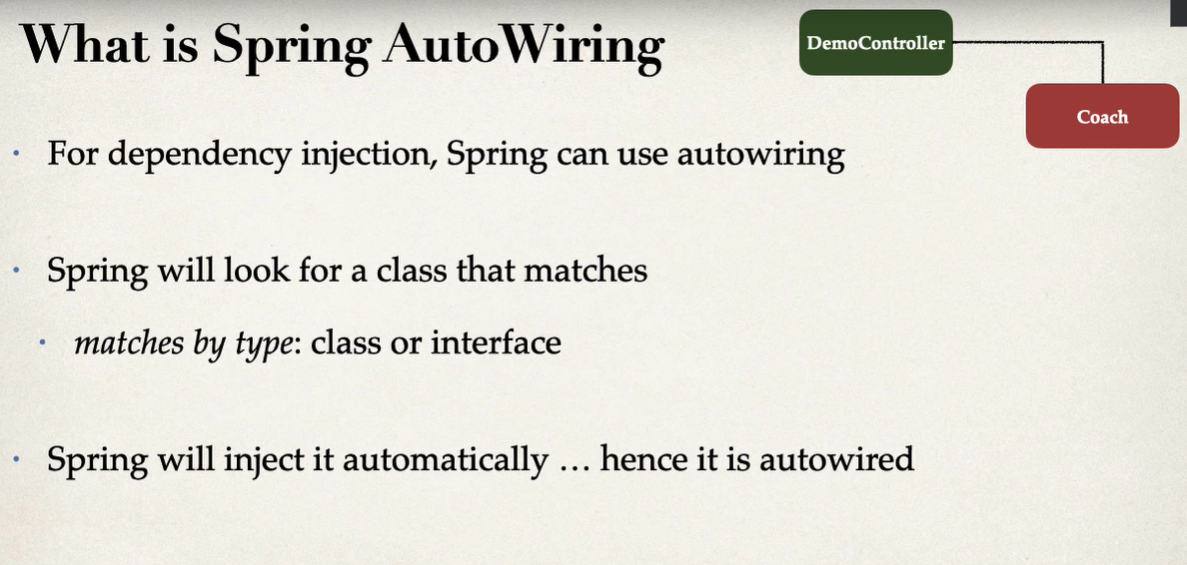 What is Spring AutoWiring
DemoController
Coach
• For dependency injection, Spring can use autowiring
• Spring will look for a class that matches
• matches by type: class or interface
• Spring will inject it automatically … hence it is autowired